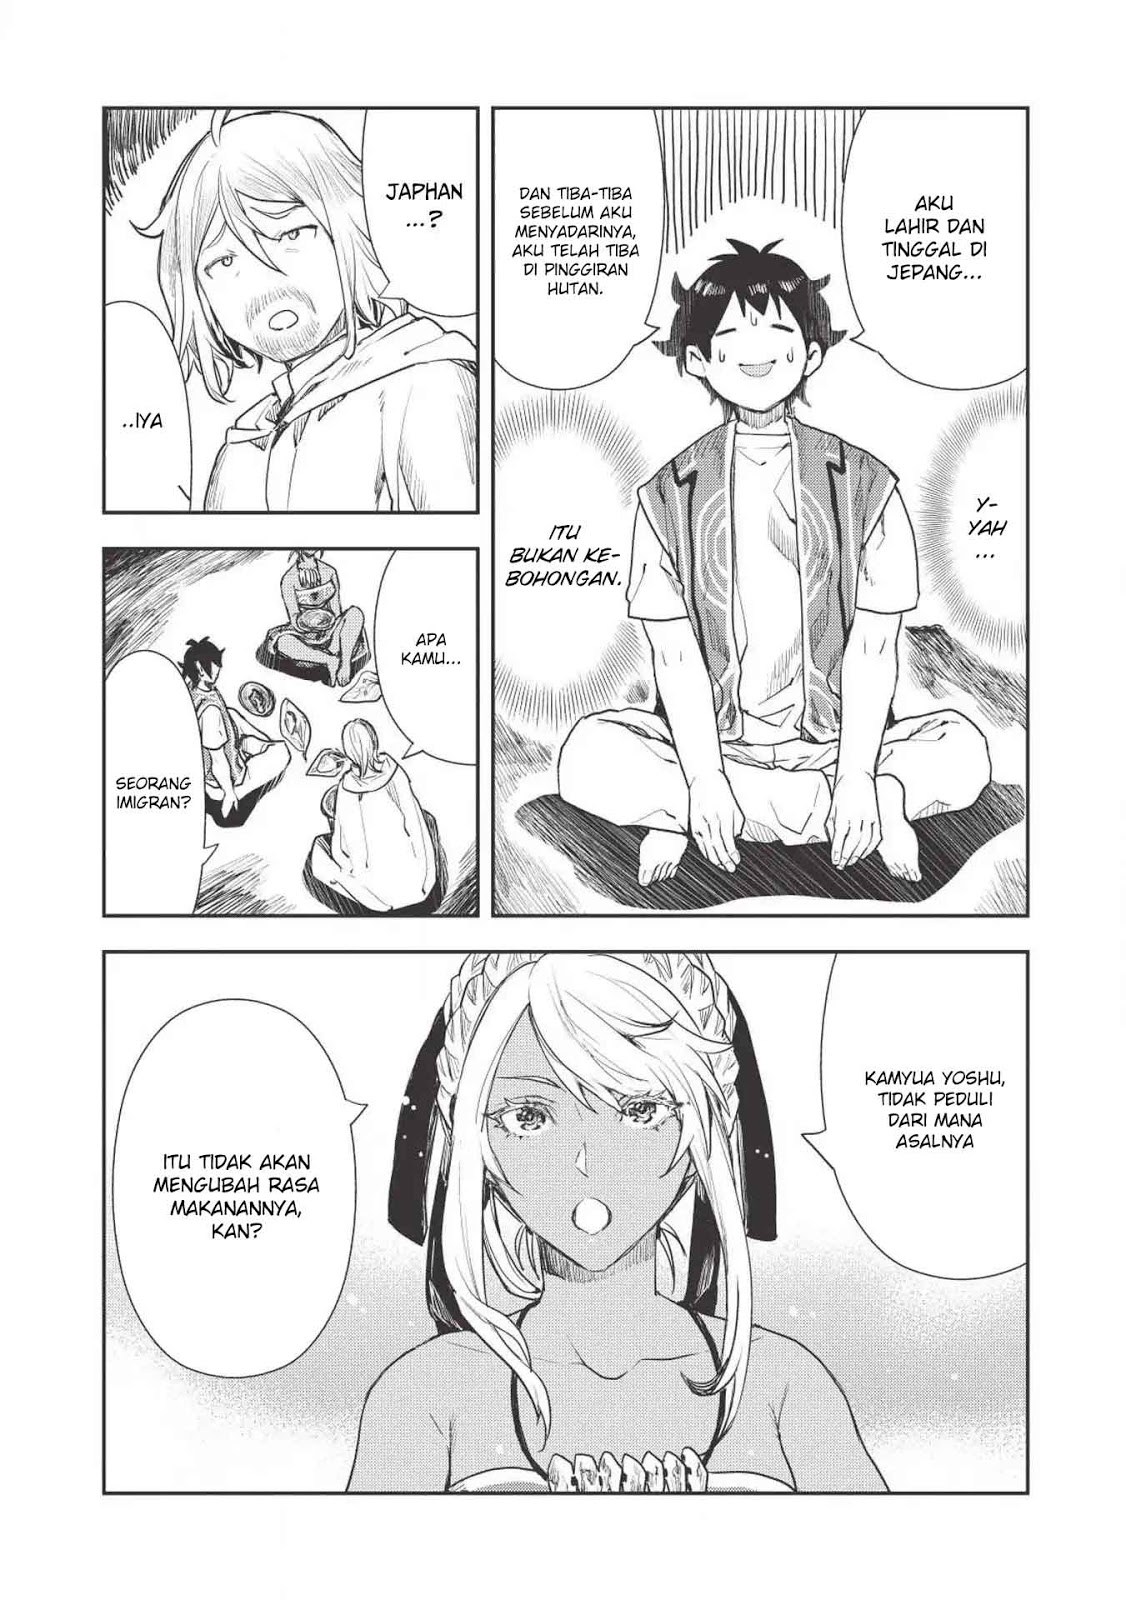 AKU
LAHIR DAN
TINGGAL DI
JEPANG...
DAN TIBA-TIBA
SEBELUM AKU
MENYADARINYA,
AKU TELAH TIBA
DI PINGGIRAN
HUTAN.
Y-
YAH
...
ITU
BUKAN KE-
BOHONGAN.
JAPHAN
...?
..IYA
APA
KAMU...
SEORANG
IMIGRAN?
KAMYUA YOSHU,
TIDAK PEDULI
DARI MANA
ASALNYA
ITU TIDAK AKAN
MENGUBAH RASA
MAKANANNYA,
KAN?